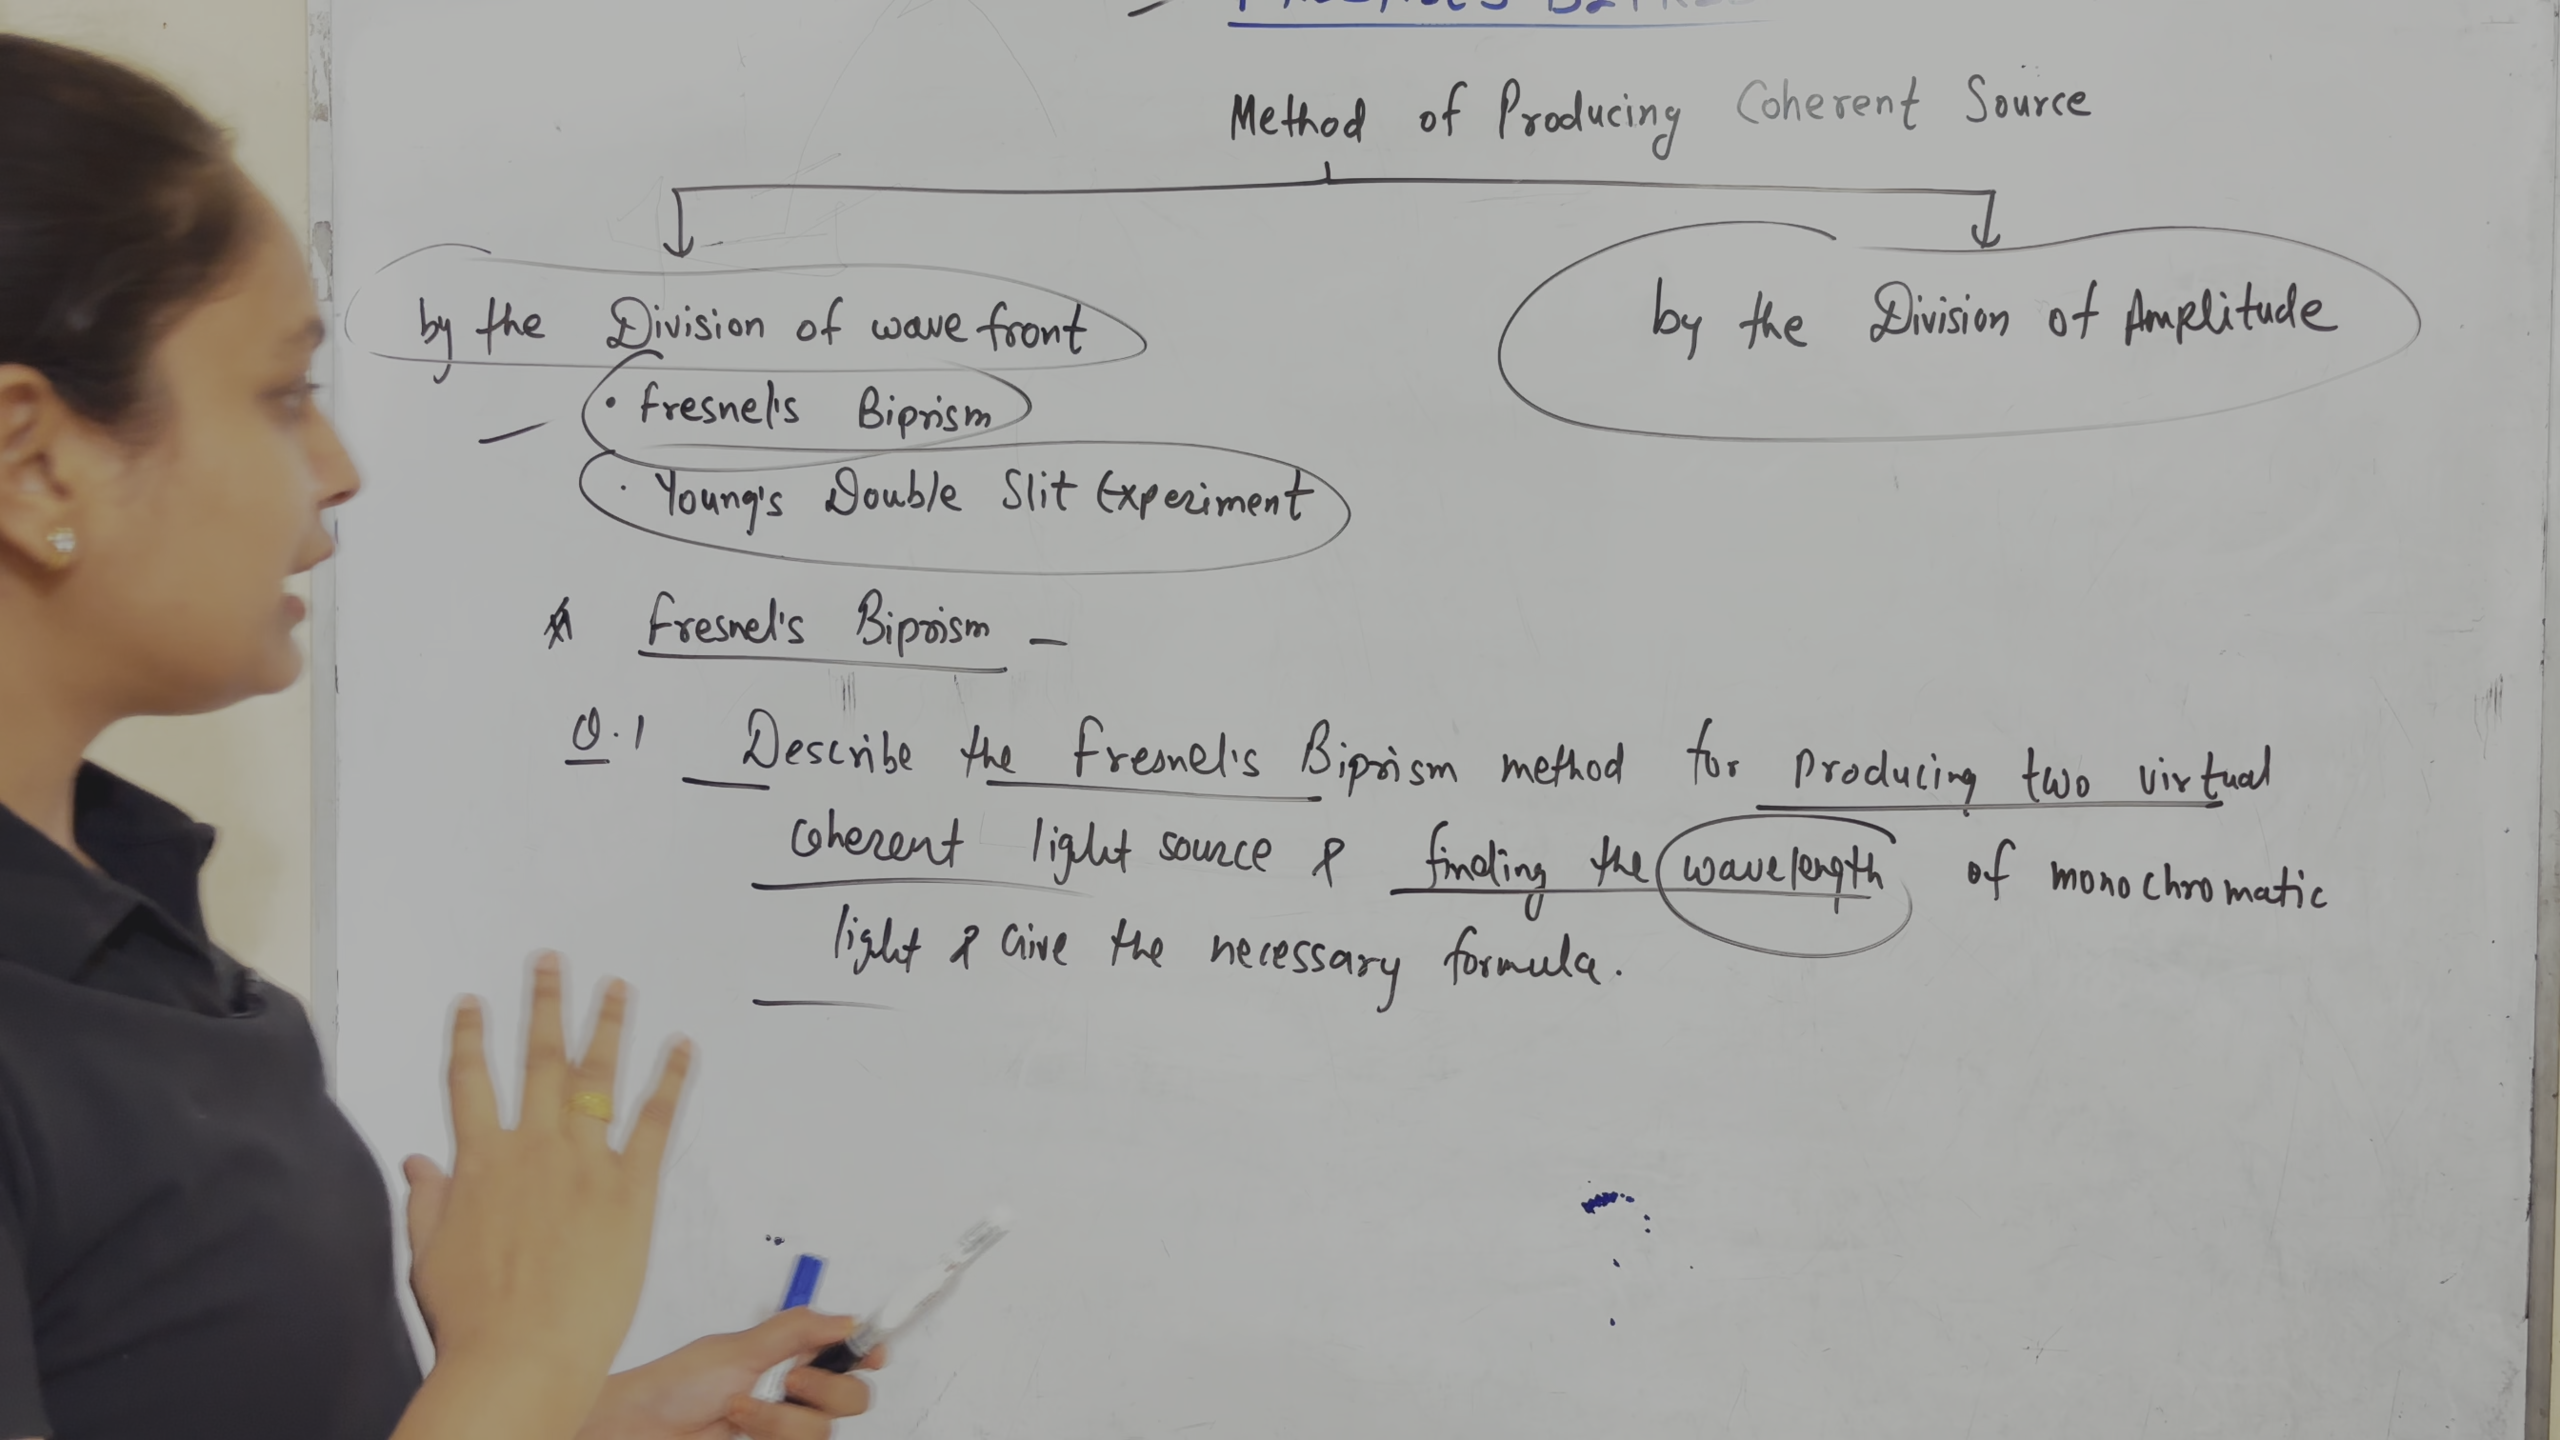 Method of Producing Coherent Source
by the Division of wave front
by the Division of Amplitude
• Fresnel's Biprism
· Young's Double Slit Experiment
* Fresnel's Biprism -
Q.1 Describe the Fresnel's Biprism method for producing two virtual
coherent light source & finding the wavelength of monochromatic
light & Give the necessary formula.